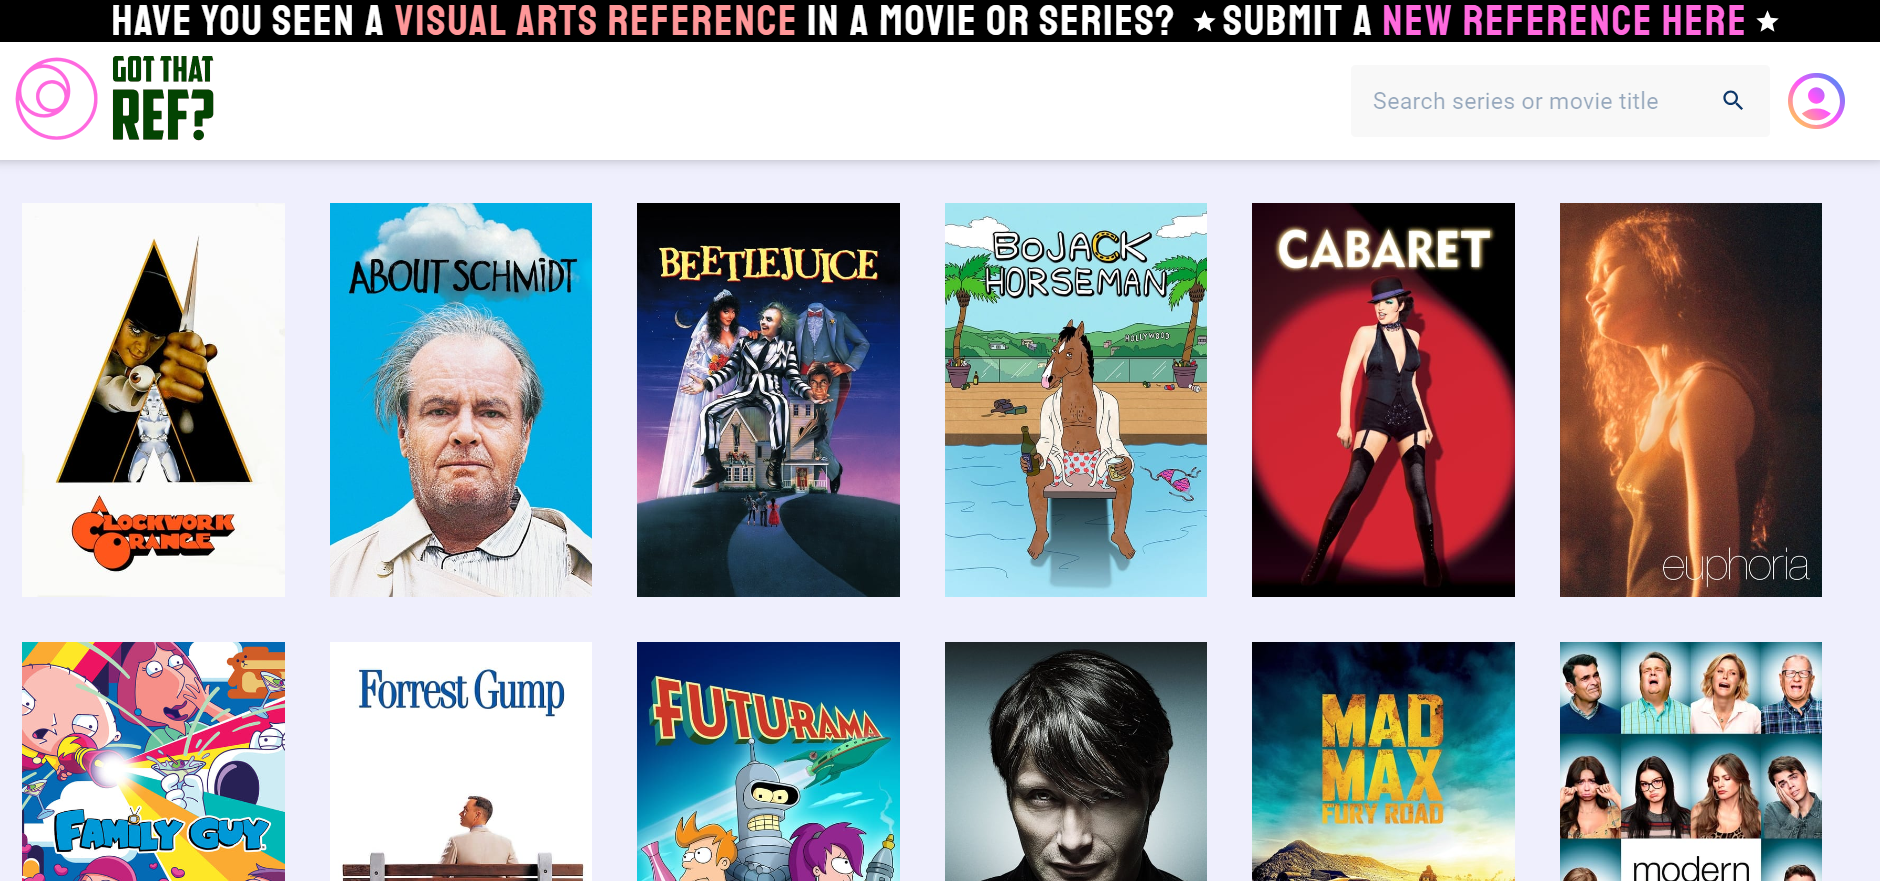 HAVE YOU SEEN A VISUAL ARTS REFERENCE IN A MOVIE OR SERIES? ★ SUBMIT A NEW REFERENCE HERE ★
GOT THAT
REF?
Search series or movie title
A
CLOCKWORK
ORANGE
ABOUT SCHMIDT
BEETLEJUICE
BOJACK
HORSEMAN
HOLLYWOOD
CABARET
euphoria
FAMILY GUY
Forrest Gump
FUTURAMA
MAD
MAX
FURY ROAD
modern